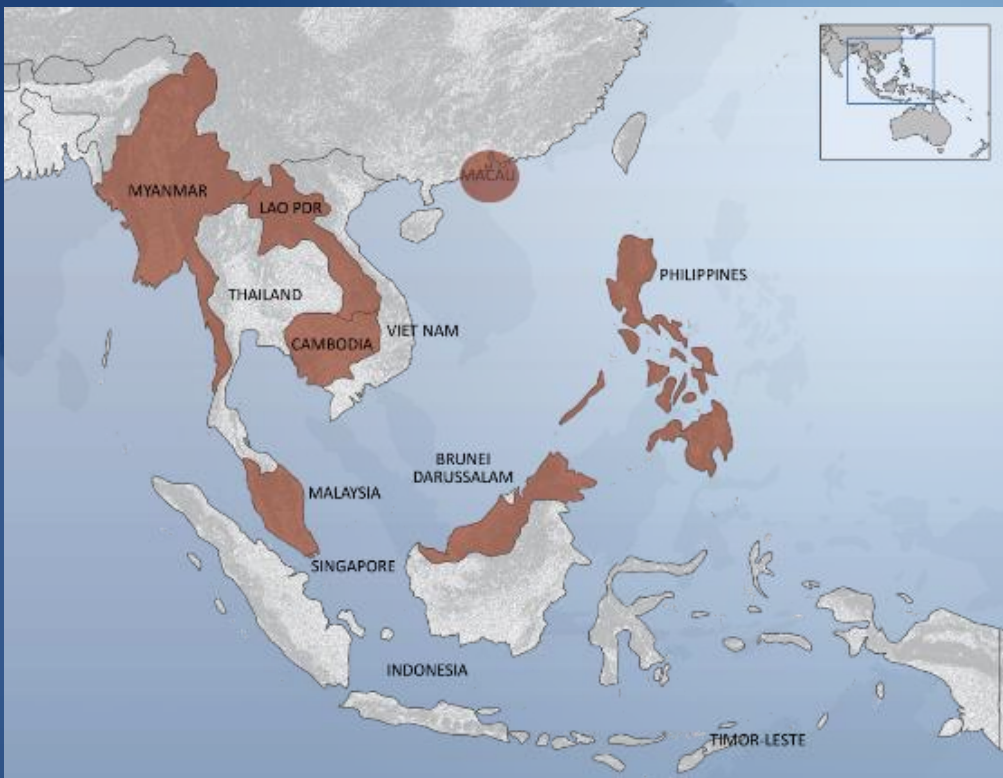 MACAU
MYANMAR
LAO PDR
PHILIPPINES
THAILAND
VIET NAM
CAMBODIA
BRUNEI
DARUSSALAM
MALAYSIA
SINGAPORE
INDONESIA
TIMOR-LESTE